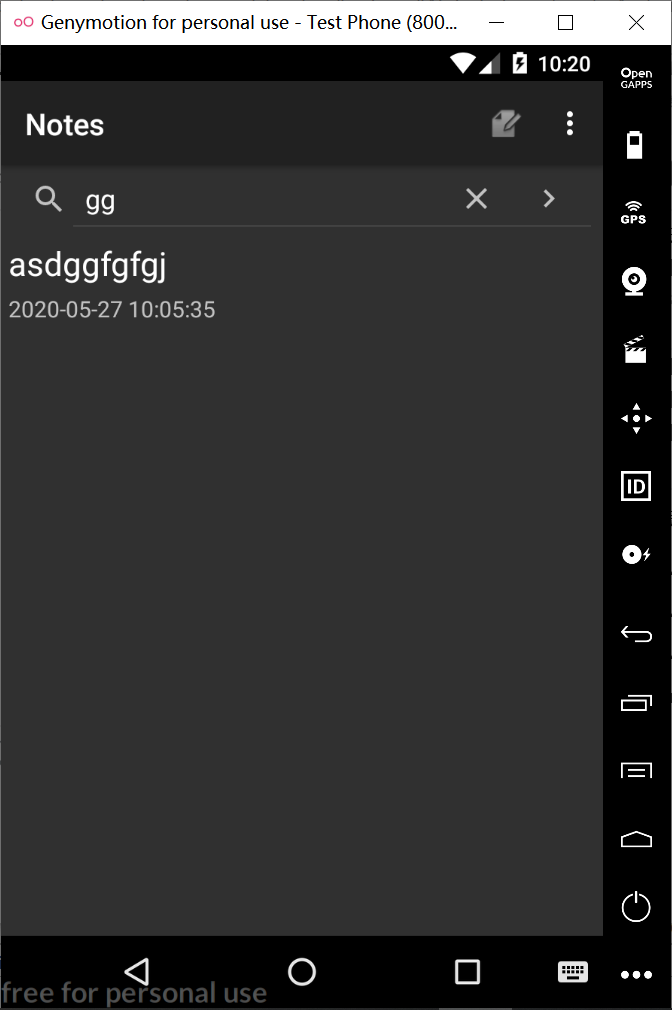 Genymotion for personal use - Test Phone (800...
10:20
Open
GAPPS
Notes
gg
GPS
asdggfgfgj
2020-05-27 10:05:35
ID
free for personal use